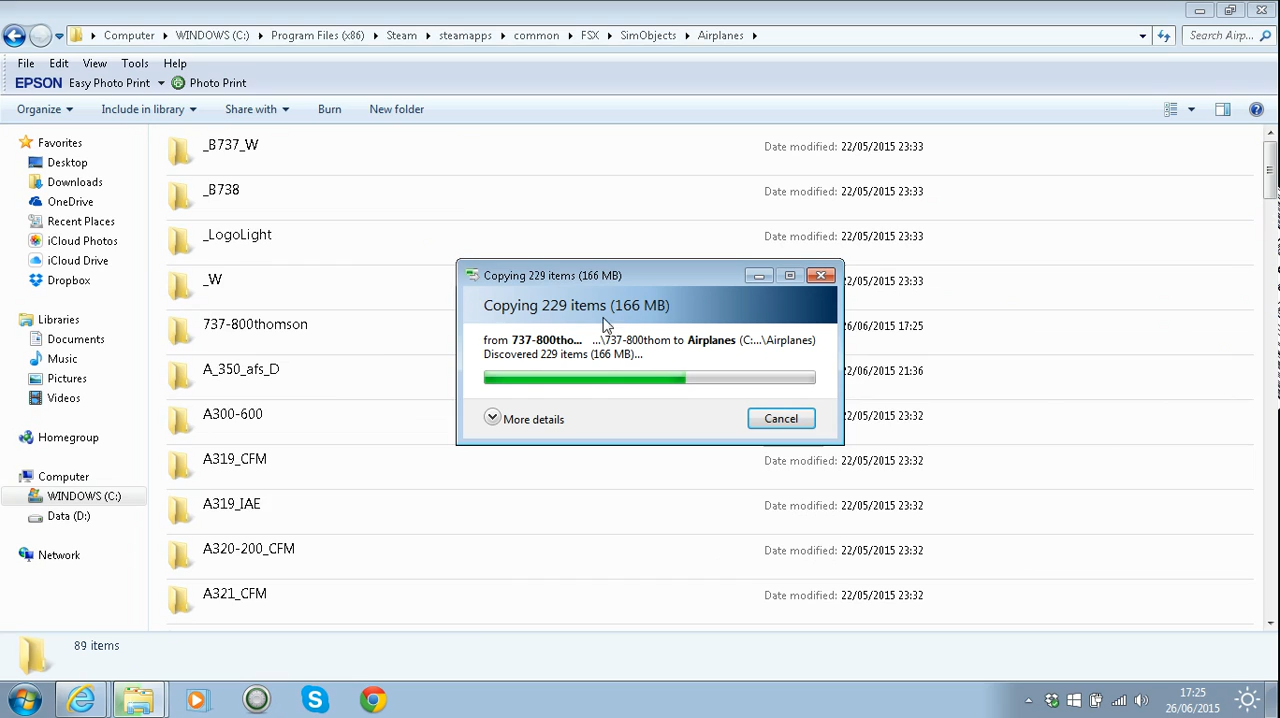 Computer WINDOWS (C:) Program Files (x86) Steam steamapps common FSX SimObjects Airplanes Search Airp...
File Edit View Tools Help
EPSON Easy Photo Print Photo Print
Organize Include in library Share with Burn New folder
Favorites
Desktop
Downloads
OneDrive
Recent Places
iCloud Photos
iCloud Drive
Dropbox
Libraries
Documents
Music
Pictures
Videos
Homegroup
Computer
WINDOWS (C:)
Data (D:)
Network
_B737_W Date modified: 22/05/2015 23:33
_B738 Date modified: 22/05/2015 23:33
_LogoLight Date modified: 22/05/2015 23:33
_W Date modified: 22/05/2015 23:33
737-800thomson 26/06/2015 17:25
A_350_afs_D 22/06/2015 21:36
A300-600 22/05/2015 23:32
A319_CFM Date modified: 22/05/2015 23:32
A319_IAE Date modified: 22/05/2015 23:32
A320-200_CFM Date modified: 22/05/2015 23:32
A321_CFM Date modified: 22/05/2015 23:32
Copying 229 items (166 MB)
Copying 229 items (166 MB)
from 737-800tho... ...\737-800thom to Airplanes (C:...\Airplanes)
Discovered 229 items (166 MB)...
More details Cancel
89 items
17:25
26/06/2015